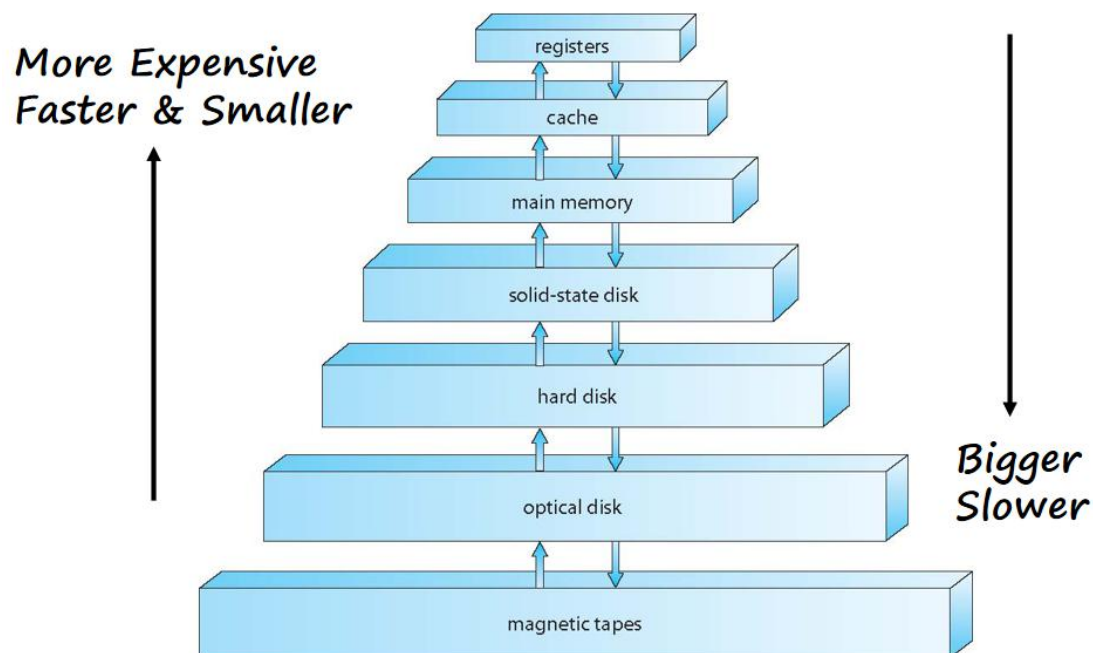 registers
More Expensive
Faster & Smaller
cache
main memory
solid-state disk
hard disk
Bigger
Slower
optical disk
magnetic tapes